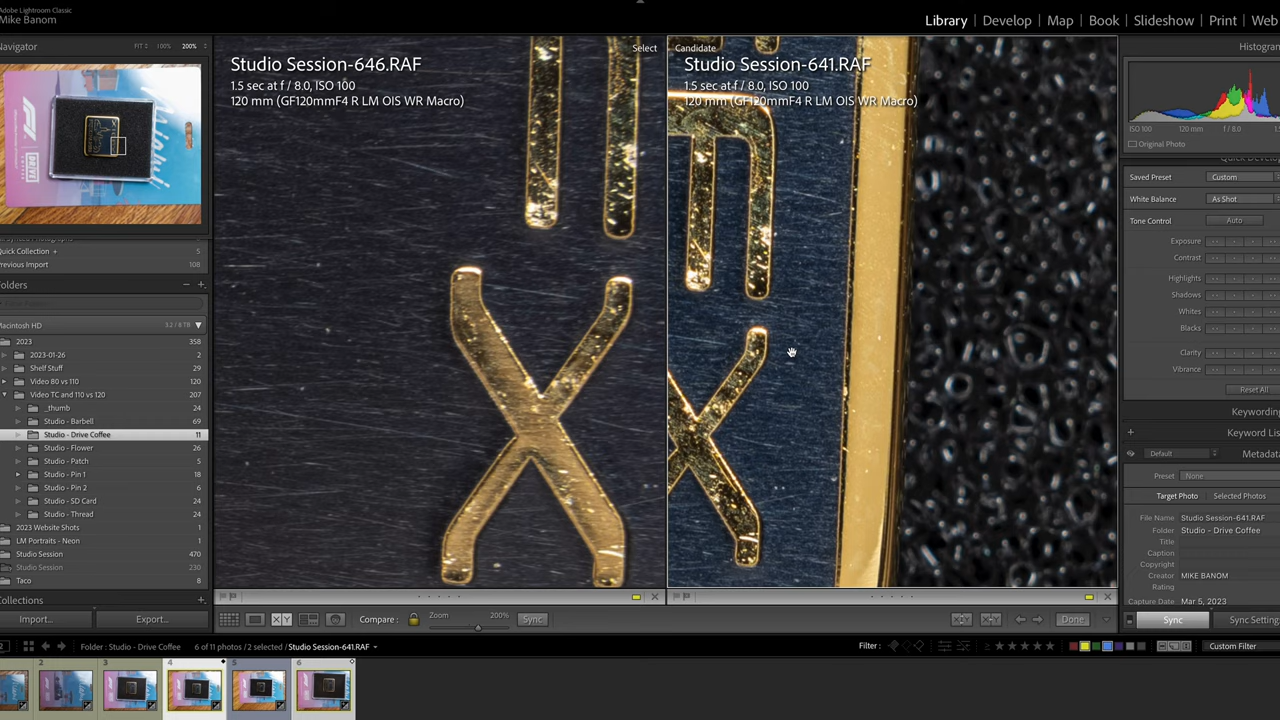 Adobe Lightroom Classic
Mike Banom
Library | Develop | Map | Book | Slideshow | Print | Web
Navigator
FIT 100% 200%
Quick Collection + 5
Previous Import 108
Folders
Macintosh HD 3.2 / 8 TB
2023 358
2023-01-26 2
Shelf Stuff 29
Video 80 vs 110 120
Video TC and 110 vs 120 207
_thumb 24
Studio - Barbell 69
Studio - Drive Coffee 11
Studio - Flower 26
Studio - Patch 5
Studio - Pin 1 18
Studio - Pin 2 6
Studio - SD Card 24
Studio - Thread 24
2023 Website Shots 1
LM Portraits - Neon 1
Studio Session 470
Studio Session 230
Taco 8
Collections
Import... Export...
Select
Studio Session-646.RAF
1.5 sec at f / 8.0, ISO 100
120 mm (GF120mmF4 R LM OIS WR Macro)
Candidate
Studio Session-641.RAF
1.5 sec at f / 8.0, ISO 100
120 mm (GF120mmF4 R LM OIS WR Macro)
X Y Compare : Zoom 200% Sync
Done
Histogram
ISO 100 120 mm f / 8.0
Original Photo
Quick Develop
Saved Preset Custom
White Balance As Shot
Tone Control Auto
Exposure
Contrast
Highlights
Shadows
Whites
Blacks
Clarity
Vibrance
Reset All
Keywording
Keyword List
Default Metadata
Preset None
Target Photo Selected Photos
File Name Studio Session-641.RAF
Folder Studio - Drive Coffee
Title
Caption
Copyright
Creator MIKE BANOM
Rating
Capture Date Mar 5, 2023
Sync Sync Settings
2 Folder : Studio - Drive Coffee 6 of 11 photos / 2 selected / Studio Session-641.RAF
Filter : Custom Filter
2 3 4 5 6